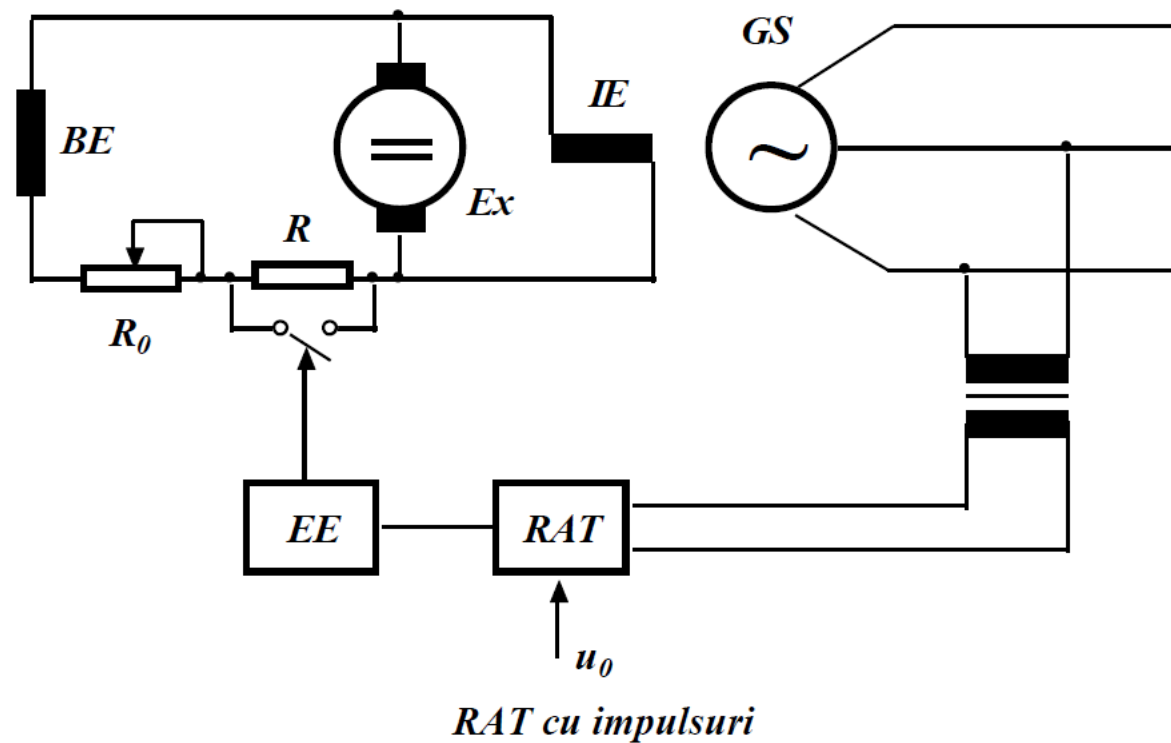 GS
IE
BE
Ex
R
R₀
EE
RAT
u₀
RAT cu impulsuri